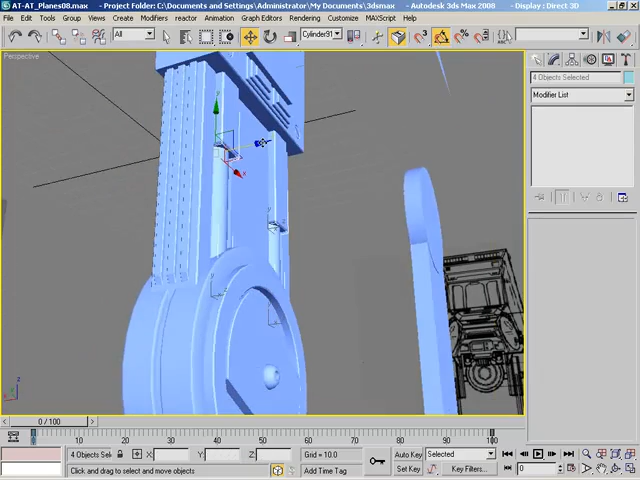 AT-AT_Planes08.max - Project Folder: C:\Documents and Settings\Administrator\My Documents\3dsmax - Autodesk 3ds Max 2008 - Display : Direct 3D
File Edit Tools Group Views Create Modifiers reactor Animation Graph Editors Rendering Customize MAXScript Help
All
Cylinder91
Perspective
4 Objects Selected
Modifier List
0 / 100
0 10 20 30 40 50 60 70 80 90 100
4 Objects Sel
X: Y: Z: Grid = 10.0
Auto Key Selected
Click and drag to select and move objects
Add Time Tag
Set Key
Key Filters...
0